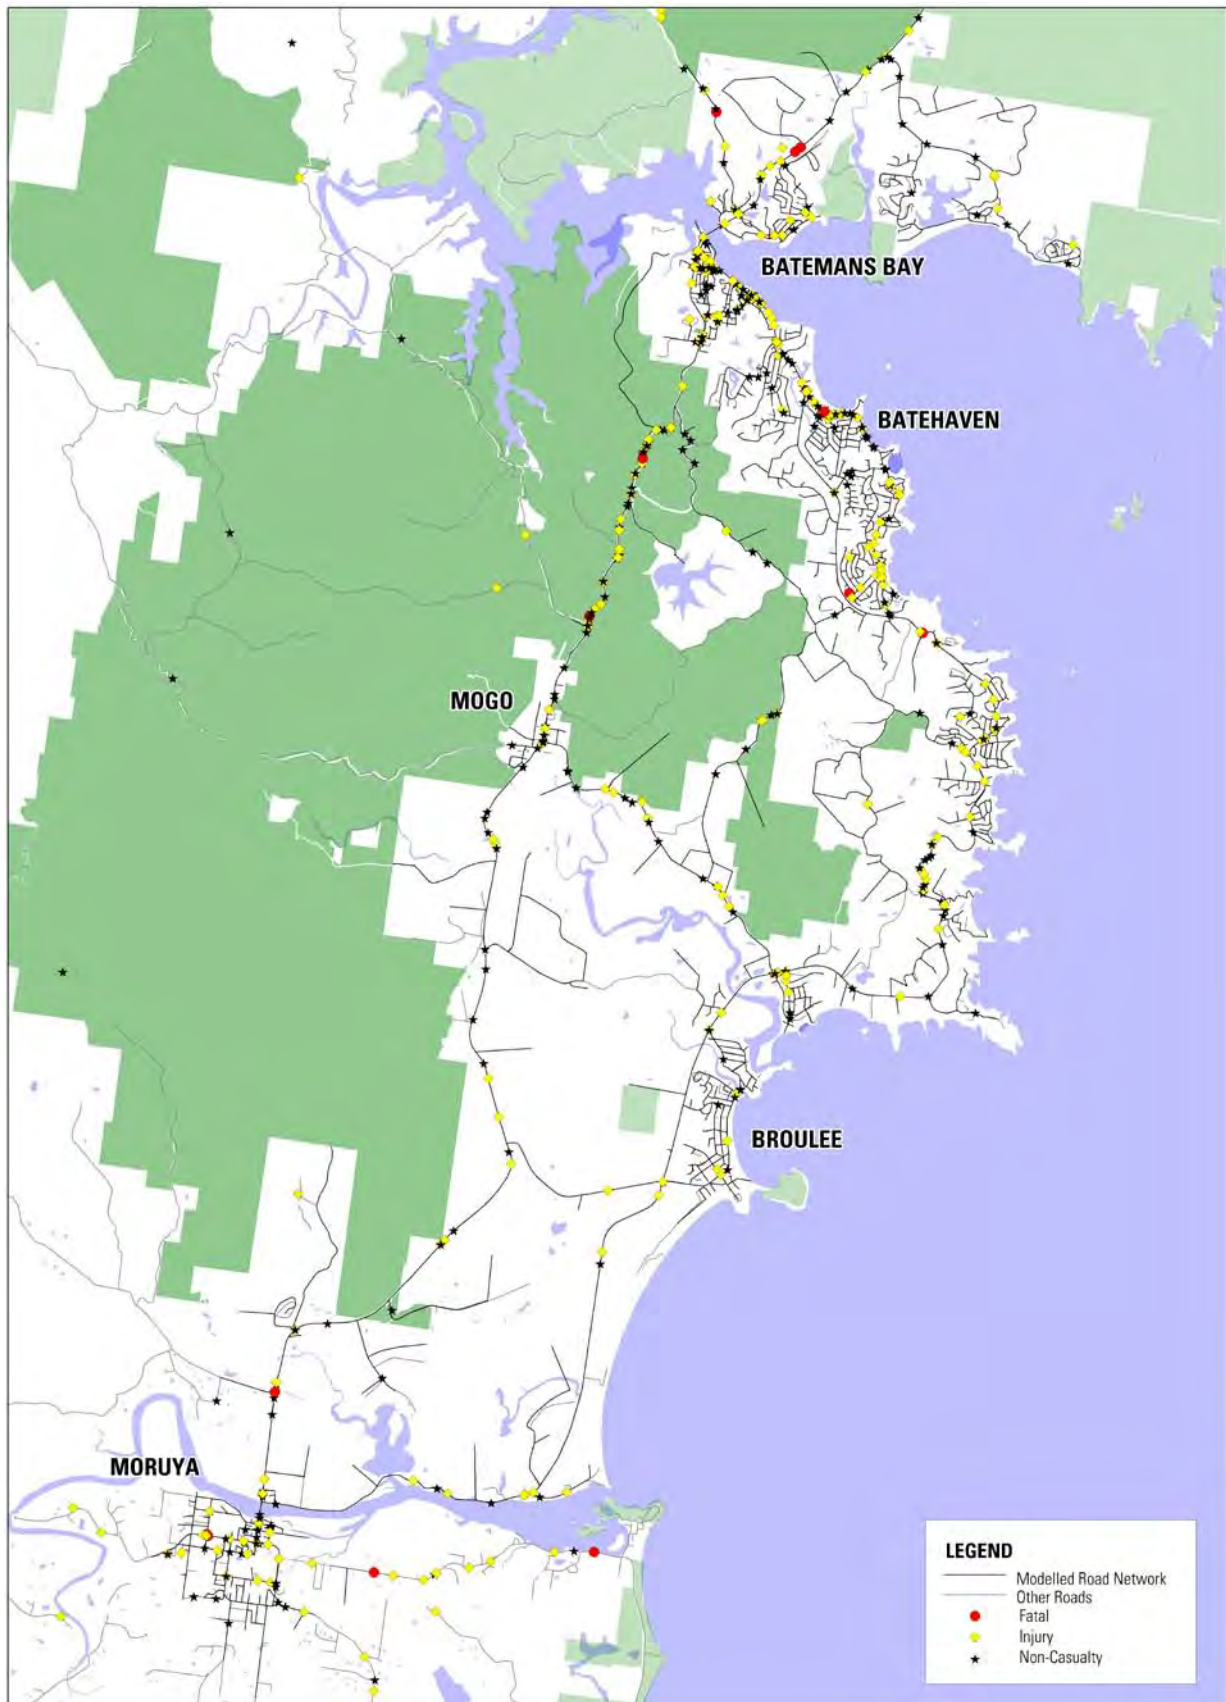 BATEMANS BAY
BATEHAVEN
MOGO
BROULEE
MORUYA
LEGEND
Modelled Road Network
Other Roads
Fatal
Injury
Non-Casualty